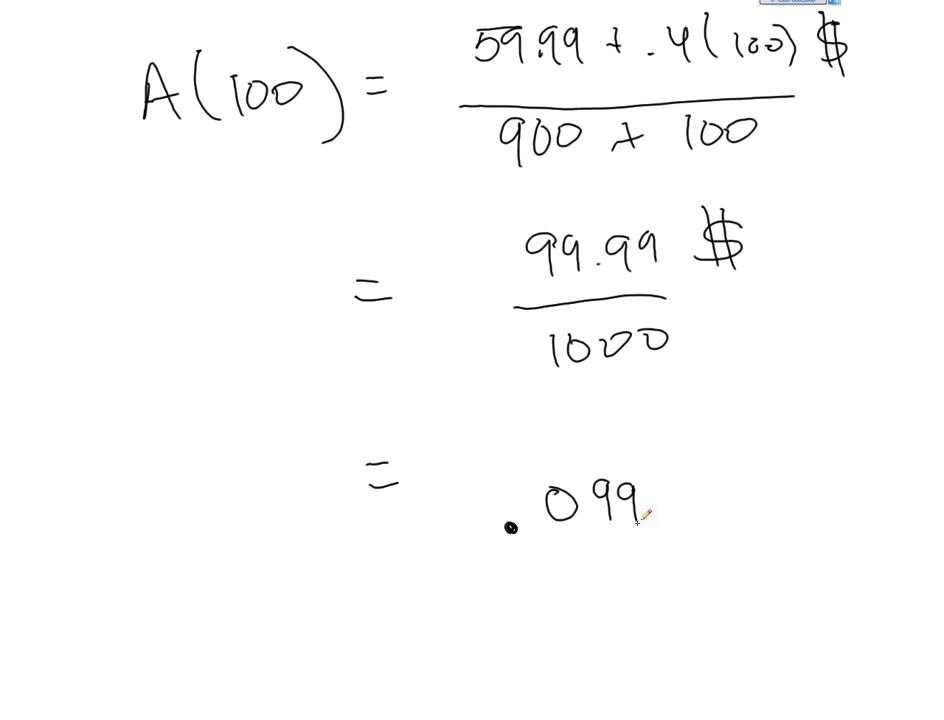 A(100) = 59.99 + .4(100) $
900 + 100
= 99.99 $
1000
= .099